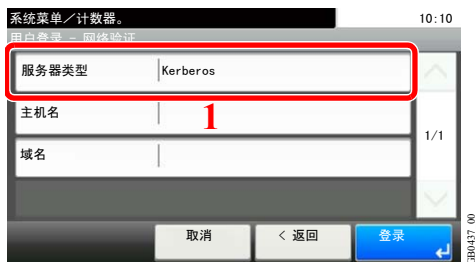 系统菜单／计数器。
10:10
用户登录 - 网络验证
服务器类型 Kerberos
主机名
1
1/1
域名
取消
< 返回
登录
GB0437_00